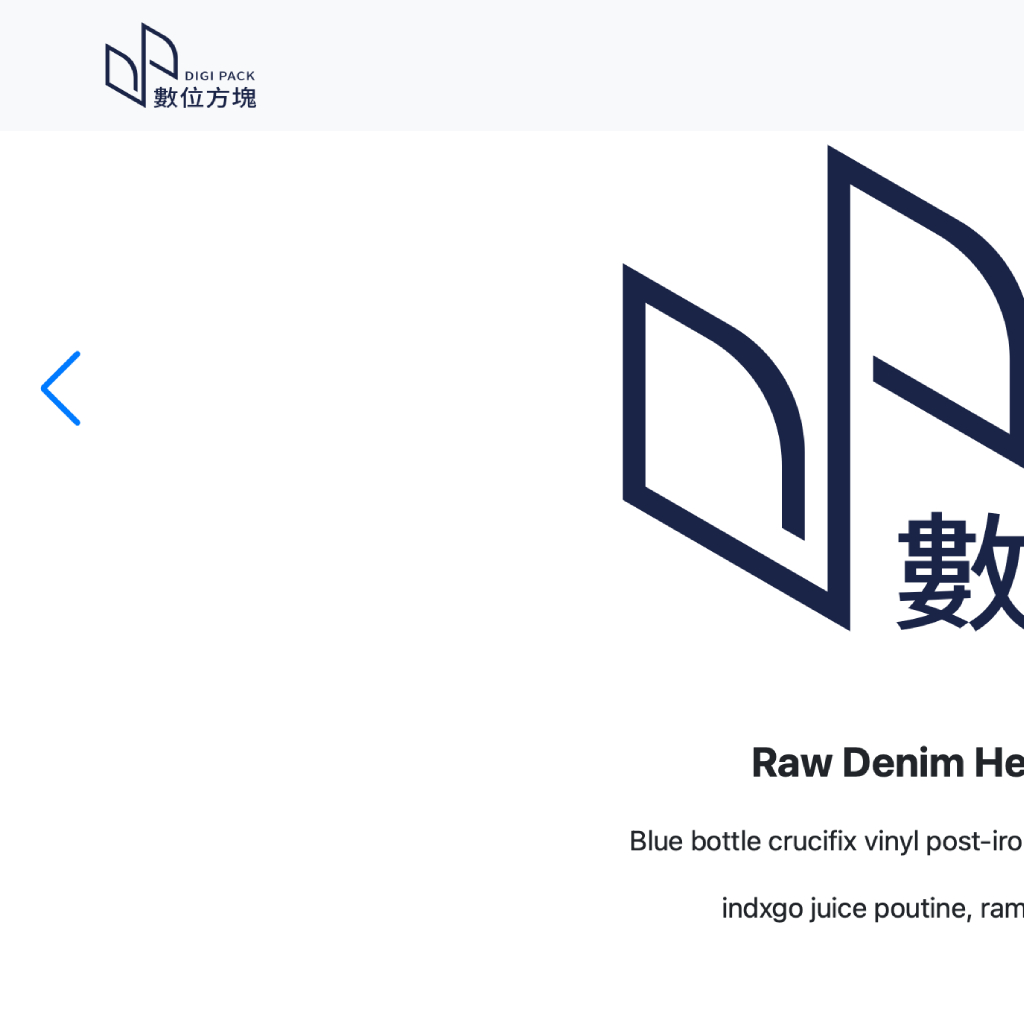 DIGI PACK
數位方塊
數
Raw Denim He
Blue bottle crucifix vinyl post-iro
indxgo juice poutine, ram